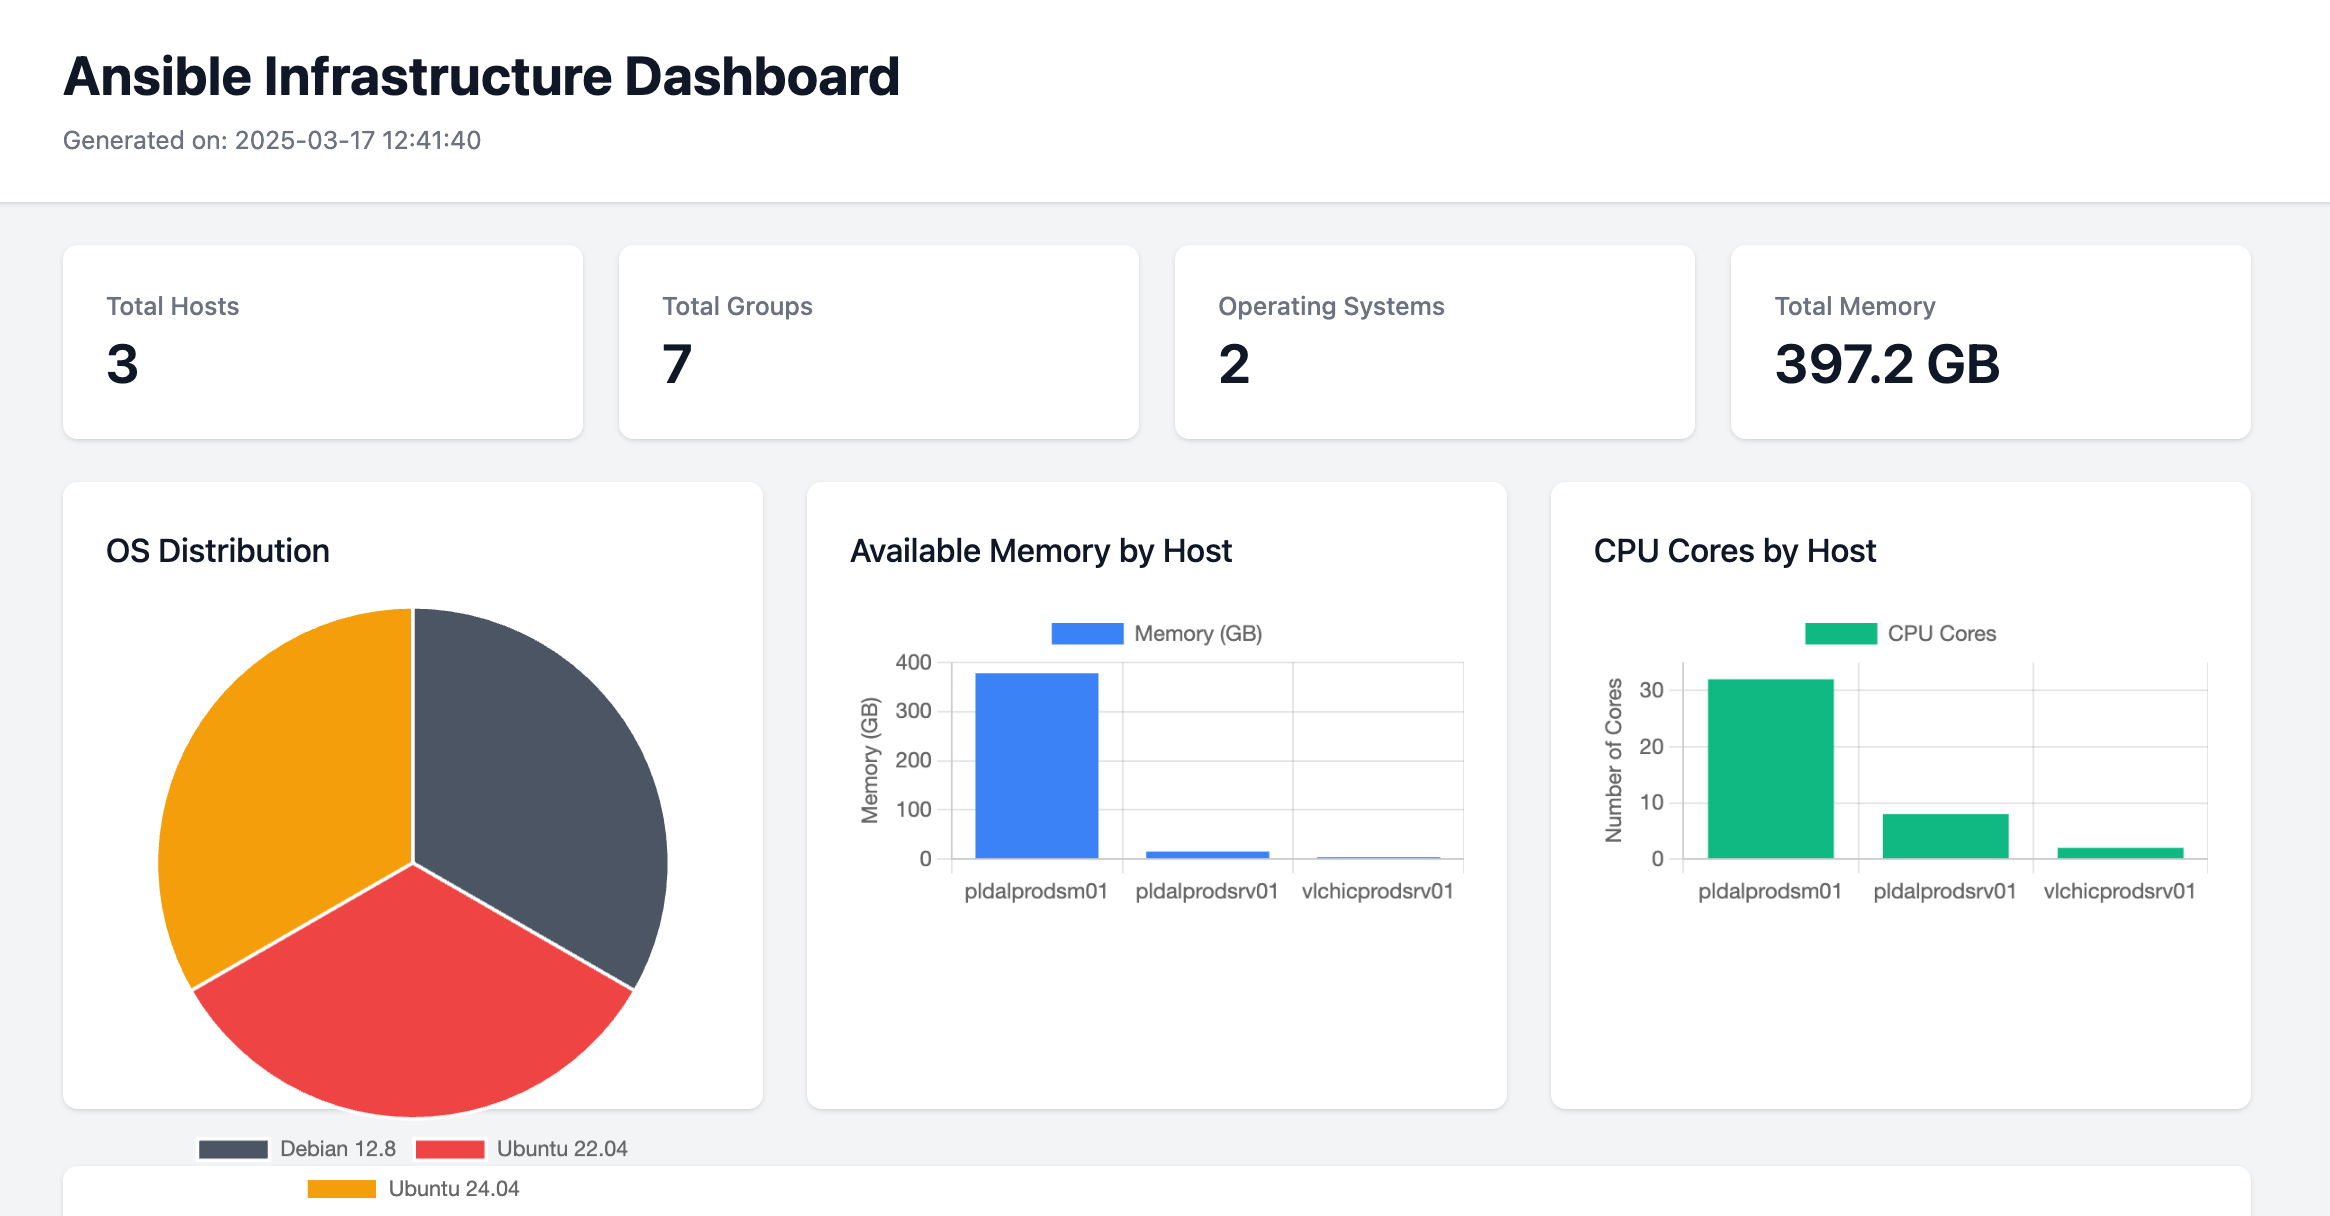 Ansible Infrastructure Dashboard
Generated on: 2025-03-17 12:41:40
Total Hosts
3
Total Groups
7
Operating Systems
2
Total Memory
397.2 GB
OS Distribution
Debian 12.8
Ubuntu 22.04
Ubuntu 24.04
Available Memory by Host
Memory (GB)
Memory (GB)
400
300
200
100
0
pldalprodsm01
pldalprodsrv01
vlchicprodsrv01
CPU Cores by Host
CPU Cores
Number of Cores
30
20
10
0
pldalprodsm01
pldalprodsrv01
vlchicprodsrv01